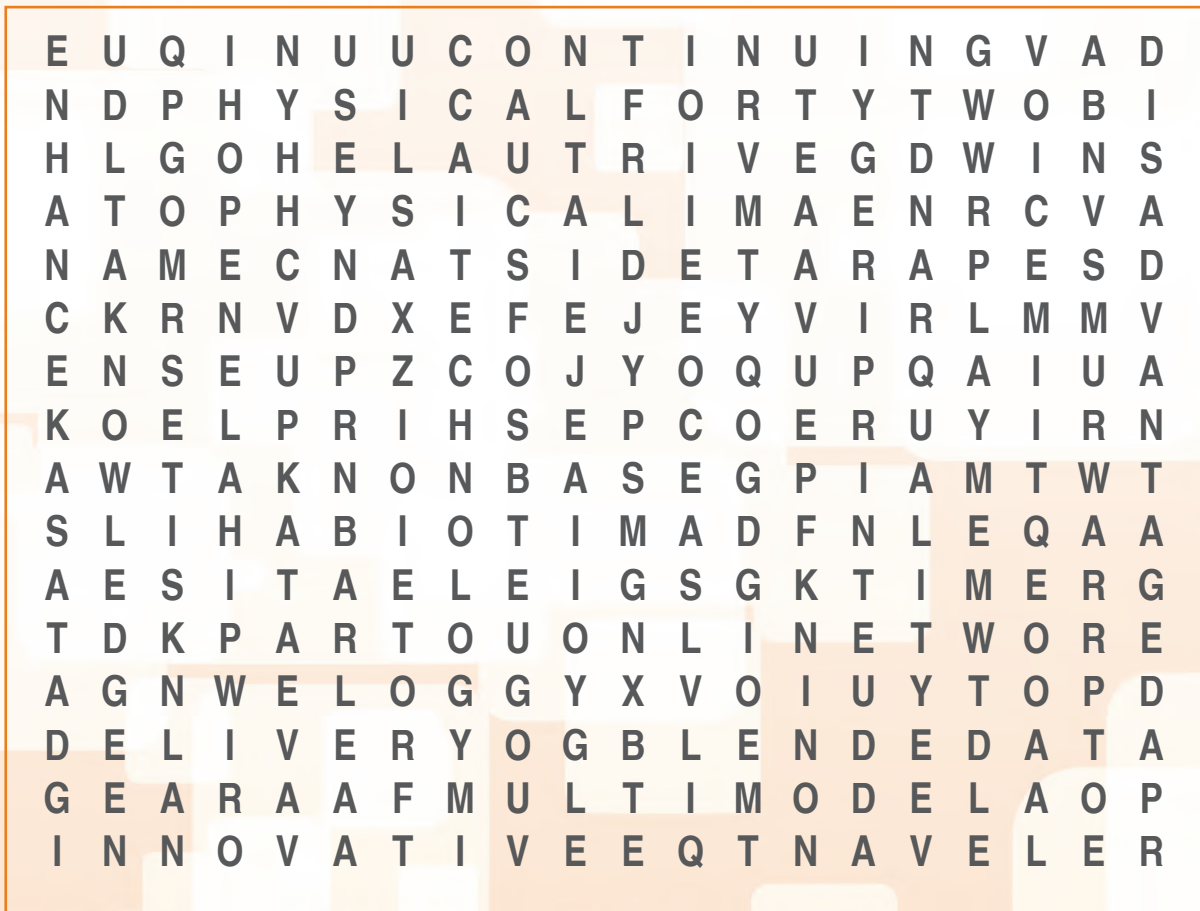 E U Q I N U U C O N T I N U I N G V A D
N D P H Y S I C A L F O R T Y T W O B I
H L G O H E L A U T R I V E G D W I N S
A T O P H Y S I C A L I M A E N R C V A
N A M E C N A T S I D E T A R A P E S D
C K R N V D X E F E J E Y V I R L M M V
E N S E U P Z C O J Y O Q U P Q A I U A
K O E L P R I H S E P C O E R U Y I R N
A W T A K N O N B A S E G P I A M T W T
S L I H A B I O T I M A D F N L E Q A A
A E S I T A E L E I G S G K T I M E R G
T D K P A R T O U O N L I N E T W O R E
A G N W E L O G G Y X V O I U Y T O P D
D E L I V E R Y O G B L E N D E D A T A
G E A R A A F M U L T I M O D E L A O P
I N N O V A T I V E E Q T N A V E L E R